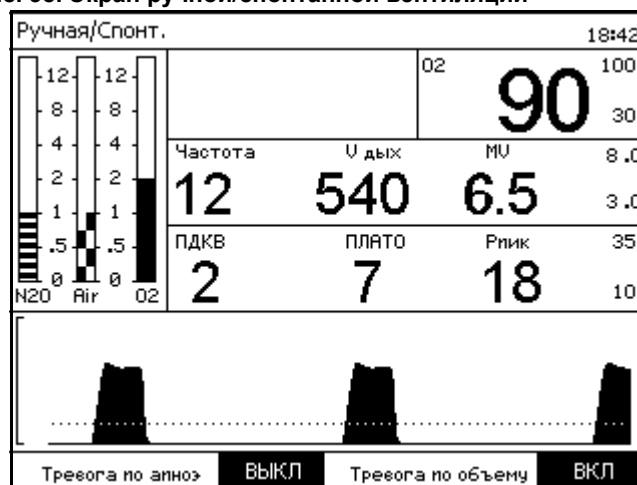 Ручная/Спонт. 18:42
12 12
8 8
4 4
2 2
1 1
.5 .5
0 0
N2O Air O2
O2 90 100
30
Частота V дых MV 8.0
12 540 6.5 3.0
ПДКВ ПЛАТО Рпик 35
2 7 18 10
Тревога по апноэ ВЫКЛ Тревога по объему ВКЛ